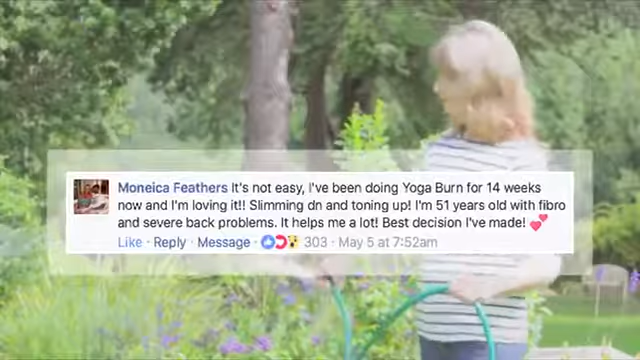 Moneica Feathers It's not easy, i've been doing Yoga Burn for 14 weeks
now and I'm loving it!! Slimming dn and toning up! I'm 51 years old with fibro
and severe back problems. It helps me a lot! Best decision I've made! 💕
Like · Reply · Message · 303 · May 5 at 7:52am